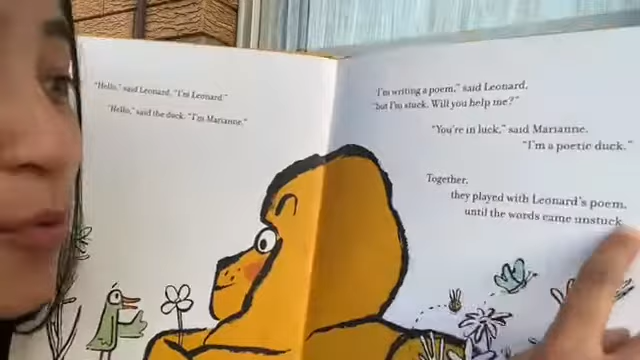 "Hello," said Leonard, "I'm Leonard."
"Hello," said the duck. "I'm Marianne."
"I'm writing a poem," said Leonard,
"but I'm stuck. Will you help me?"
"You're in luck," said Marianne.
"I'm a poetic duck."
Together,
they played with Leonard's poem,
until the words came unstuck.